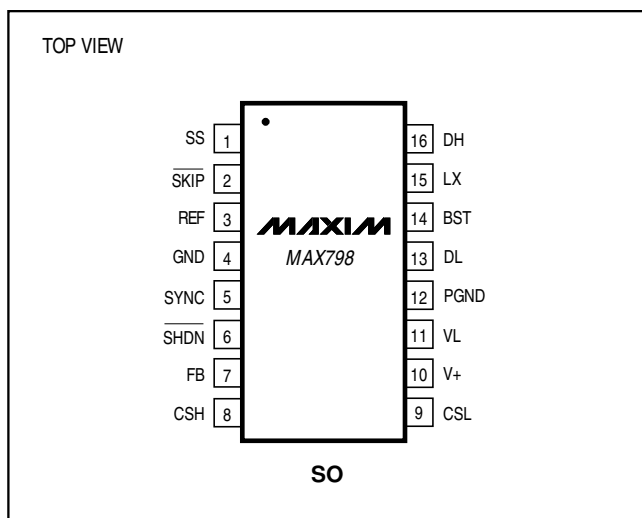 TOP VIEW
SS 1
SKIP 2
REF 3
GND 4
SYNC 5
SHDN 6
FB 7
CSH 8
MAXIM
MAX798
16 DH
15 LX
14 BST
13 DL
12 PGND
11 VL
10 V+
9 CSL
SO